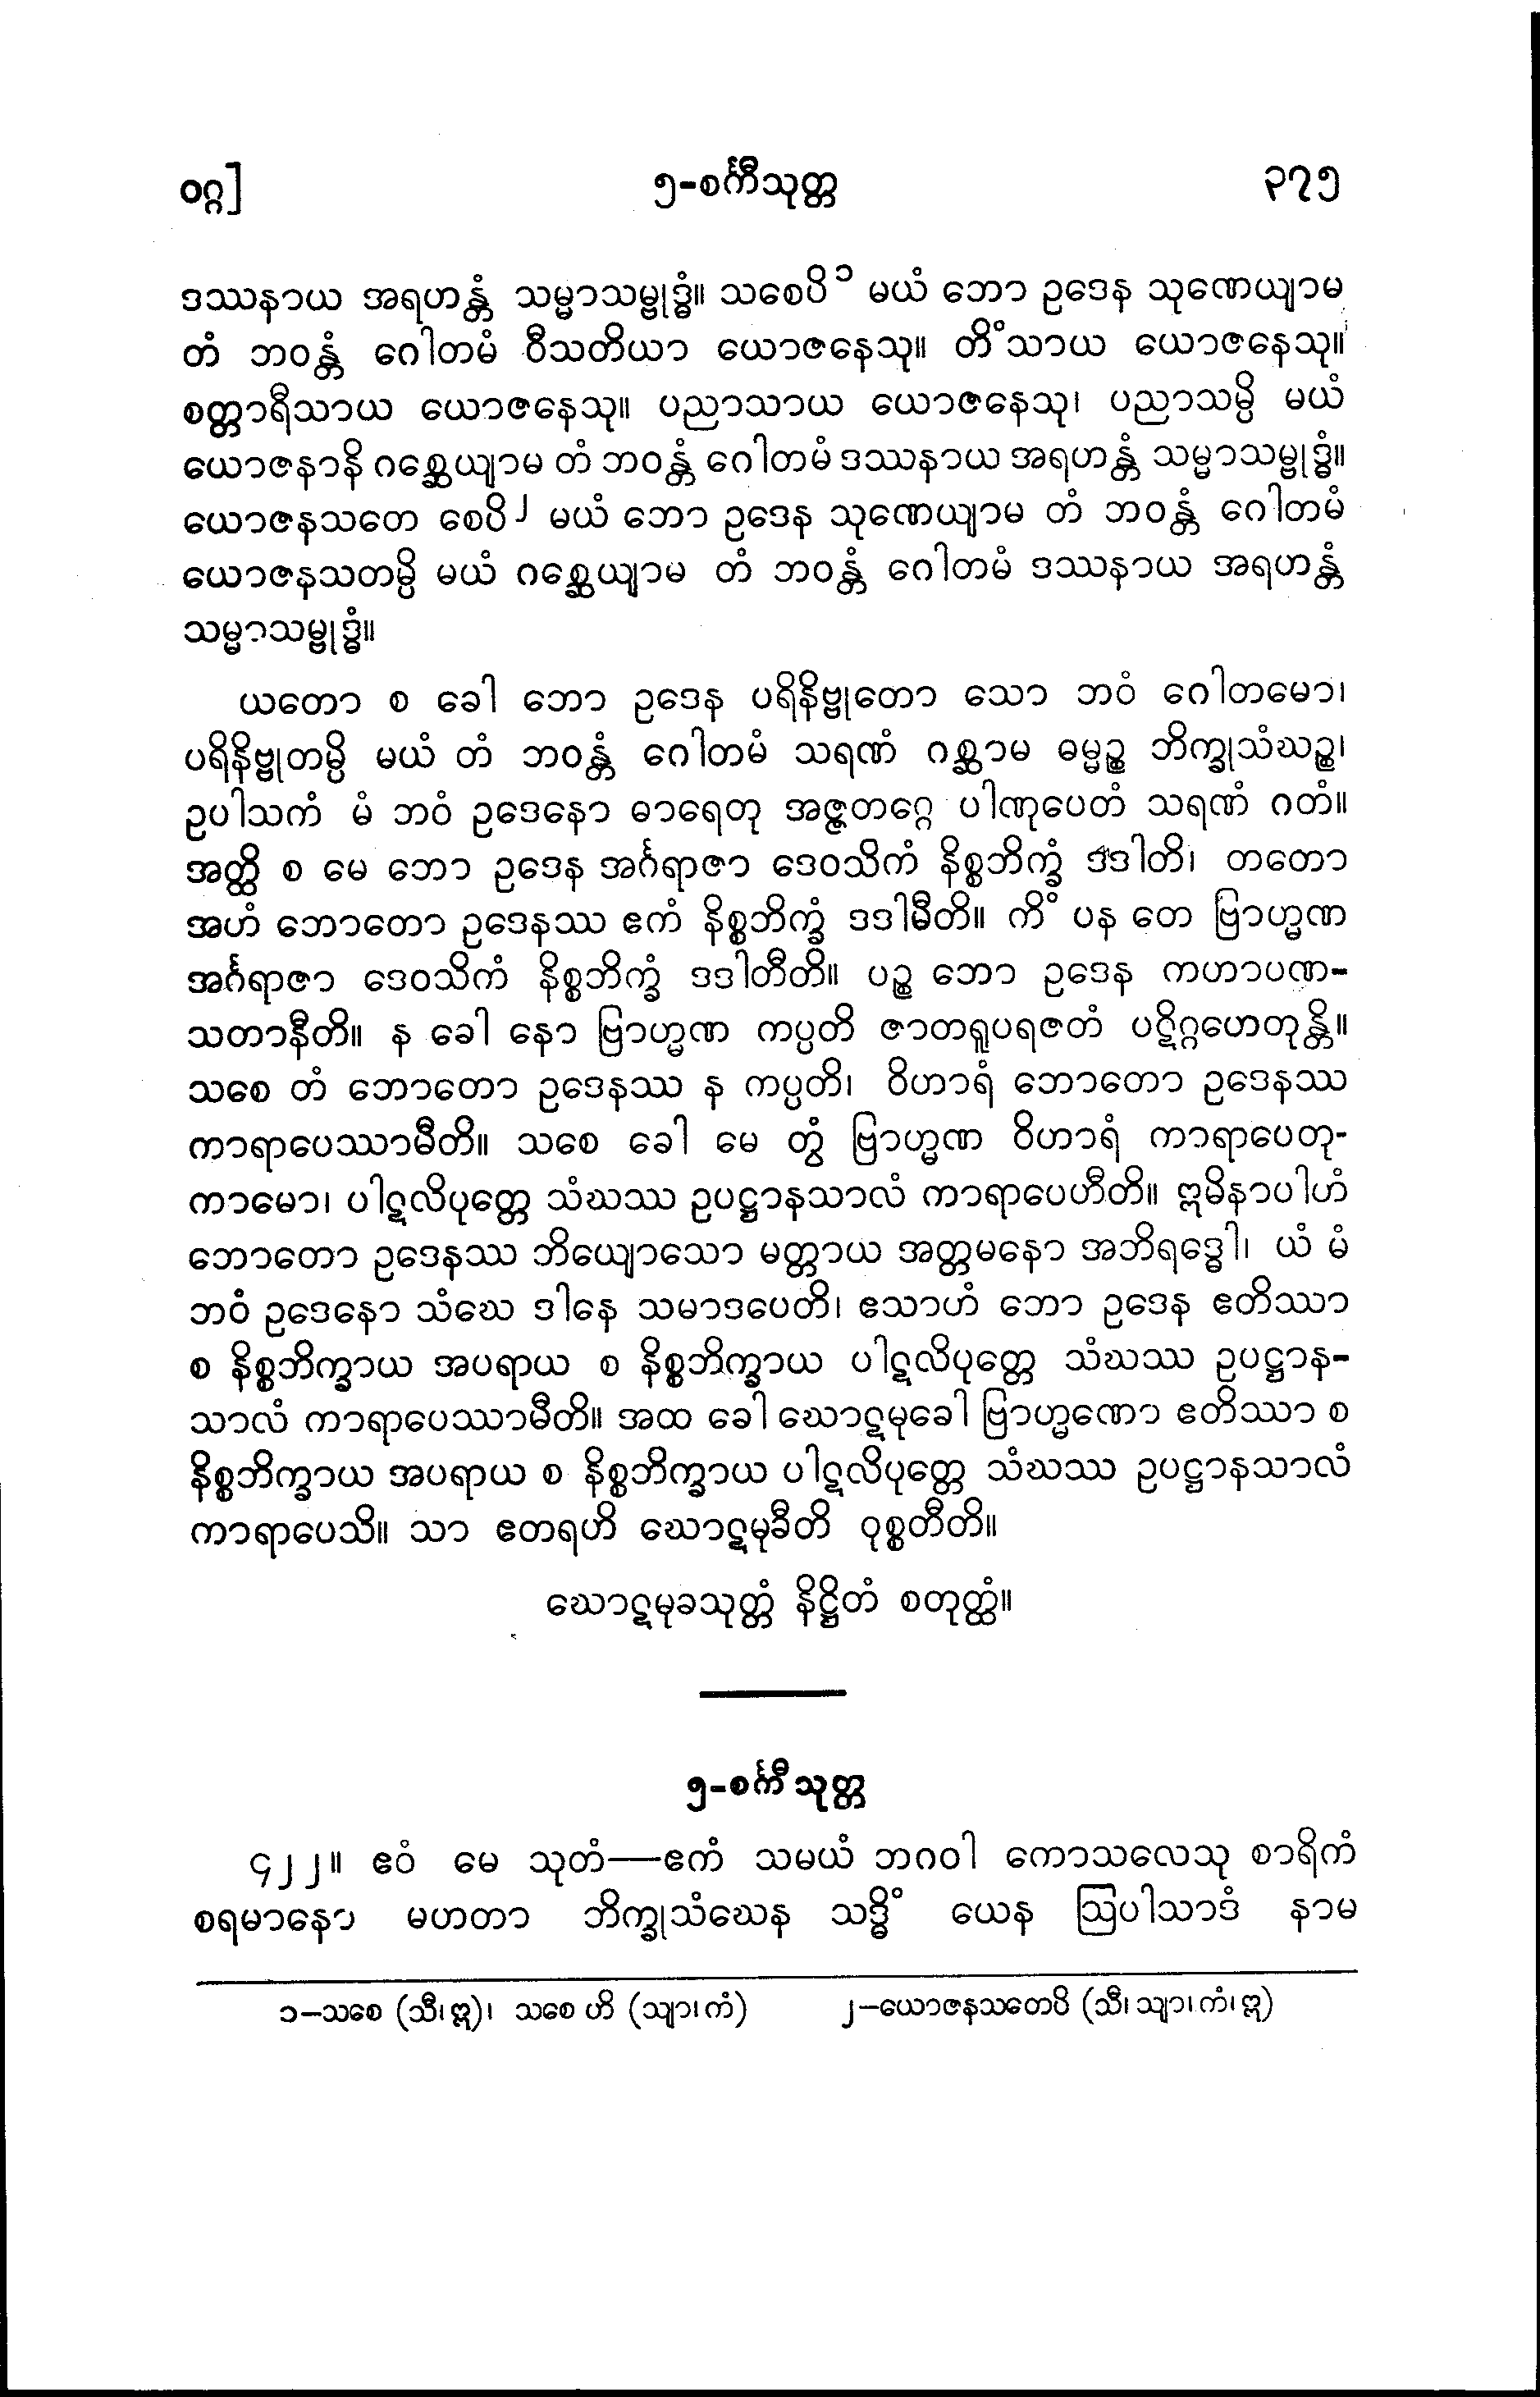 ဝဂ္ဂ]
၅-စင်္ကီသုတ္တ
၃၇၅
ဒဿနာယ အရဟန္တံ သမ္မာသမ္ဗုဒ္ဓံ။ သစေပိ၁ မယံ ဘော ဥဒေန သုဏေယျာမ
တံ ဘဝန္တံ ဂေါတမံ ဝီသတိယာ ယောဇနေသု။ တိံသာယ ယောဇနေသု။
စတ္တာရီသာယ ယောဇနေသု။ ပညာသာယ ယောဇနေသု၊ ပညာသမ္ပိ မယံ
ယောဇနာနိ ဂစ္ဆေယျာမ တံ ဘဝန္တံ ဂေါတမံ ဒဿနာယ အရဟန္တံ သမ္မာသမ္ဗုဒ္ဓံ။
ယောဇနသတေ စေပိ၂ မယံ ဘော ဥဒေန သုဏေယျာမ တံ ဘဝန္တံ ဂေါတမံ
ယောဇနသတမ္ပိ မယံ ဂစ္ဆေယျာမ တံ ဘဝန္တံ ဂေါတမံ ဒဿနာယ အရဟန္တံ
သမ္မာသမ္ဗုဒ္ဓံ။
ယတော စ ခေါ ဘော ဥဒေန ပရိနိဗ္ဗုတော သော ဘဝံ ဂေါတမော၊
ပရိနိဗ္ဗုတမ္ပိ မယံ တံ ဘဝန္တံ ဂေါတမံ သရဏံ ဂစ္ဆာမ ဓမ္မဉ္စ ဘိက္ခုသံဃဉ္စ၊
ဥပါသကံ မံ ဘဝံ ဥဒေနော ဓာရေတု အဇ္ဇတဂ္ဂေ ပါဏုပေတံ သရဏံ ဂတံ။
အတ္ထိ စ မေ ဘော ဥဒေန အင်္ဂရာဇာ ဒေဝသိကံ နိစ္စဘိက္ခံ ဒဒါတိ၊ တတော
အဟံ ဘောတော ဥဒေနဿ ဧကံ နိစ္စဘိက္ခံ ဒဒါမီတိ။ ကိံ ပန တေ ဗြာဟ္မဏ
အင်္ဂရာဇာ ဒေဝသိကံ နိစ္စဘိက္ခံ ဒဒါတီတိ။ ပဉ္စ ဘော ဥဒေန ကဟာပဏ-
သတာနီတိ။ န ခေါ နော ဗြာဟ္မဏ ကပ္ပတိ ဇာတရူပရဇတံ ပဋိဂ္ဂဟေတုန္တိ။
သစေ တံ ဘောတော ဥဒေနဿ န ကပ္ပတိ၊ ဝိဟာရံ ဘောတော ဥဒေနဿ
ကာရာပေဿာမီတိ။ သစေ ခေါ မေ တွံ ဗြာဟ္မဏ ဝိဟာရံ ကာရာပေတု-
ကာမော၊ ပါဋလိပုတ္တေ သံဃဿ ဥပဋ္ဌာနသာလံ ကာရာပေဟီတိ။ ဣမိနာပါဟံ
ဘောတော ဥဒေနဿ ဘိယျောသော မတ္တာယ အတ္တမနော အဘိရဒ္ဓေါ၊ ယံ မံ
ဘဝံ ဥဒေနော သံဃေ ဒါနေ သမာဒပေတိ၊ ဧသာဟံ ဘော ဥဒေန ဧတိဿာ
စ နိစ္စဘိက္ခာယ အပရာယ စ နိစ္စဘိက္ခာယ ပါဋလိပုတ္တေ သံဃဿ ဥပဋ္ဌာန-
သာလံ ကာရာပေဿာမီတိ။ အထ ခေါ ဃောဋမုခေါ ဗြာဟ္မဏော ဧတိဿာ စ
နိစ္စဘိက္ခာယ အပရာယ စ နိစ္စဘိက္ခာယ ပါဋလိပုတ္တေ သံဃဿ ဥပဋ္ဌာနသာလံ
ကာရာပေသိ။ သာ ဧတရဟိ ဃောဋမုခီတိ ဝုစ္စတီတိ။
ဃောဋမုခသုတ္တံ နိဋ္ဌိတံ စတုတ္ထံ။
၅-စင်္ကီသုတ္တ
၄၂၂။ ဧဝံ မေ သုတံ—ဧကံ သမယံ ဘဂဝါ ကောသလေသု စာရိကံ
စရမာနော မဟတာ ဘိက္ခုသံဃေန သဒ္ဓိံ ယေန ဩပါသာဒံ နာမ
၁-သစေ (သီ၊ ဣ)၊ သစေ ဟိ (သျာ၊ ကံ)
၂-ယောဇနသတေပိ (သီ၊ သျာ၊ ကံ၊ ဣ)